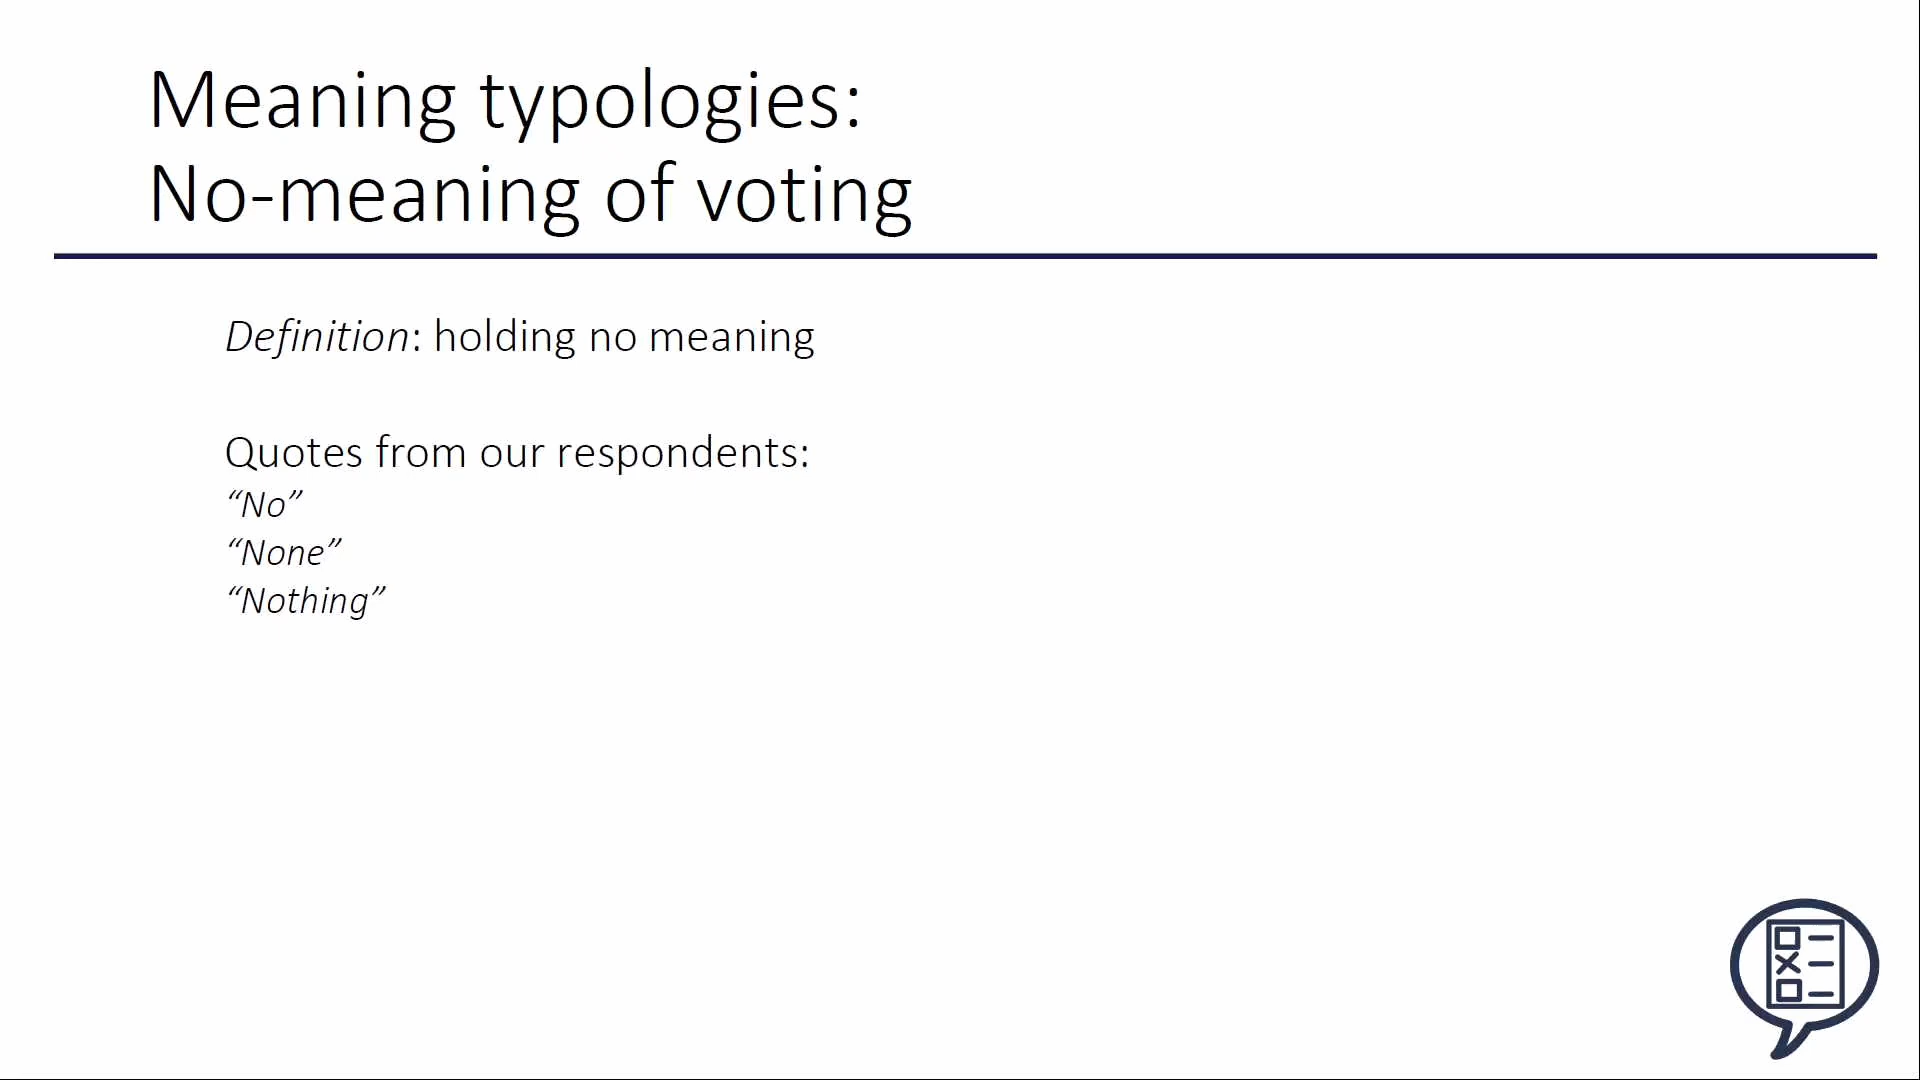 Meaning typologies:
No-meaning of voting
Definition: holding no meaning
Quotes from our respondents:
“No”
“None”
“Nothing”